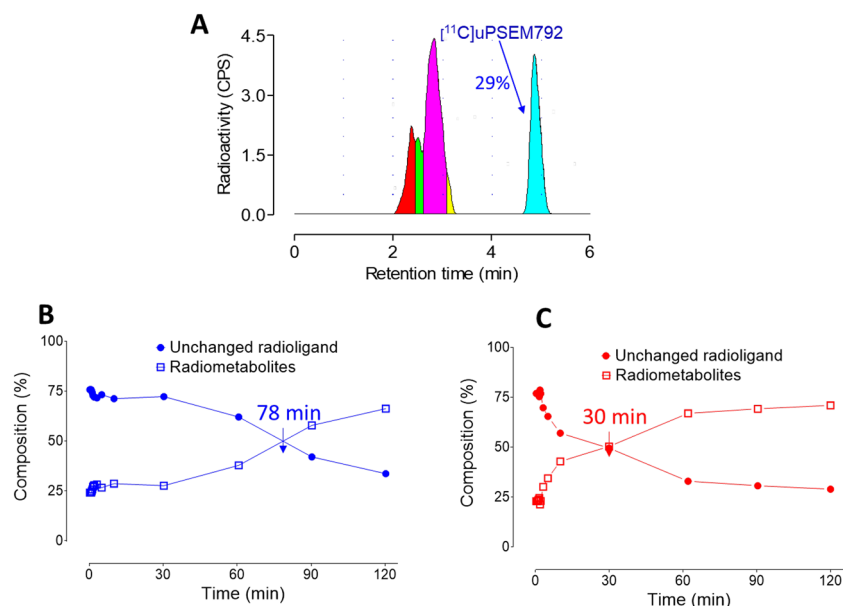 A
[¹¹C]uPSEM792
29%
4.5
3.0
1.5
0.0
Radioactivity (CPS)
0 2 4 6
Retention time (min)
B
Unchanged radioligand
Radiometabolites
78 min
100
75
50
25
0
Composition (%)
0 30 60 90 120
Time (min)
C
Unchanged radioligand
Radiometabolites
30 min
100
75
50
25
0
Composition (%)
0 30 60 90 120
Time (min)